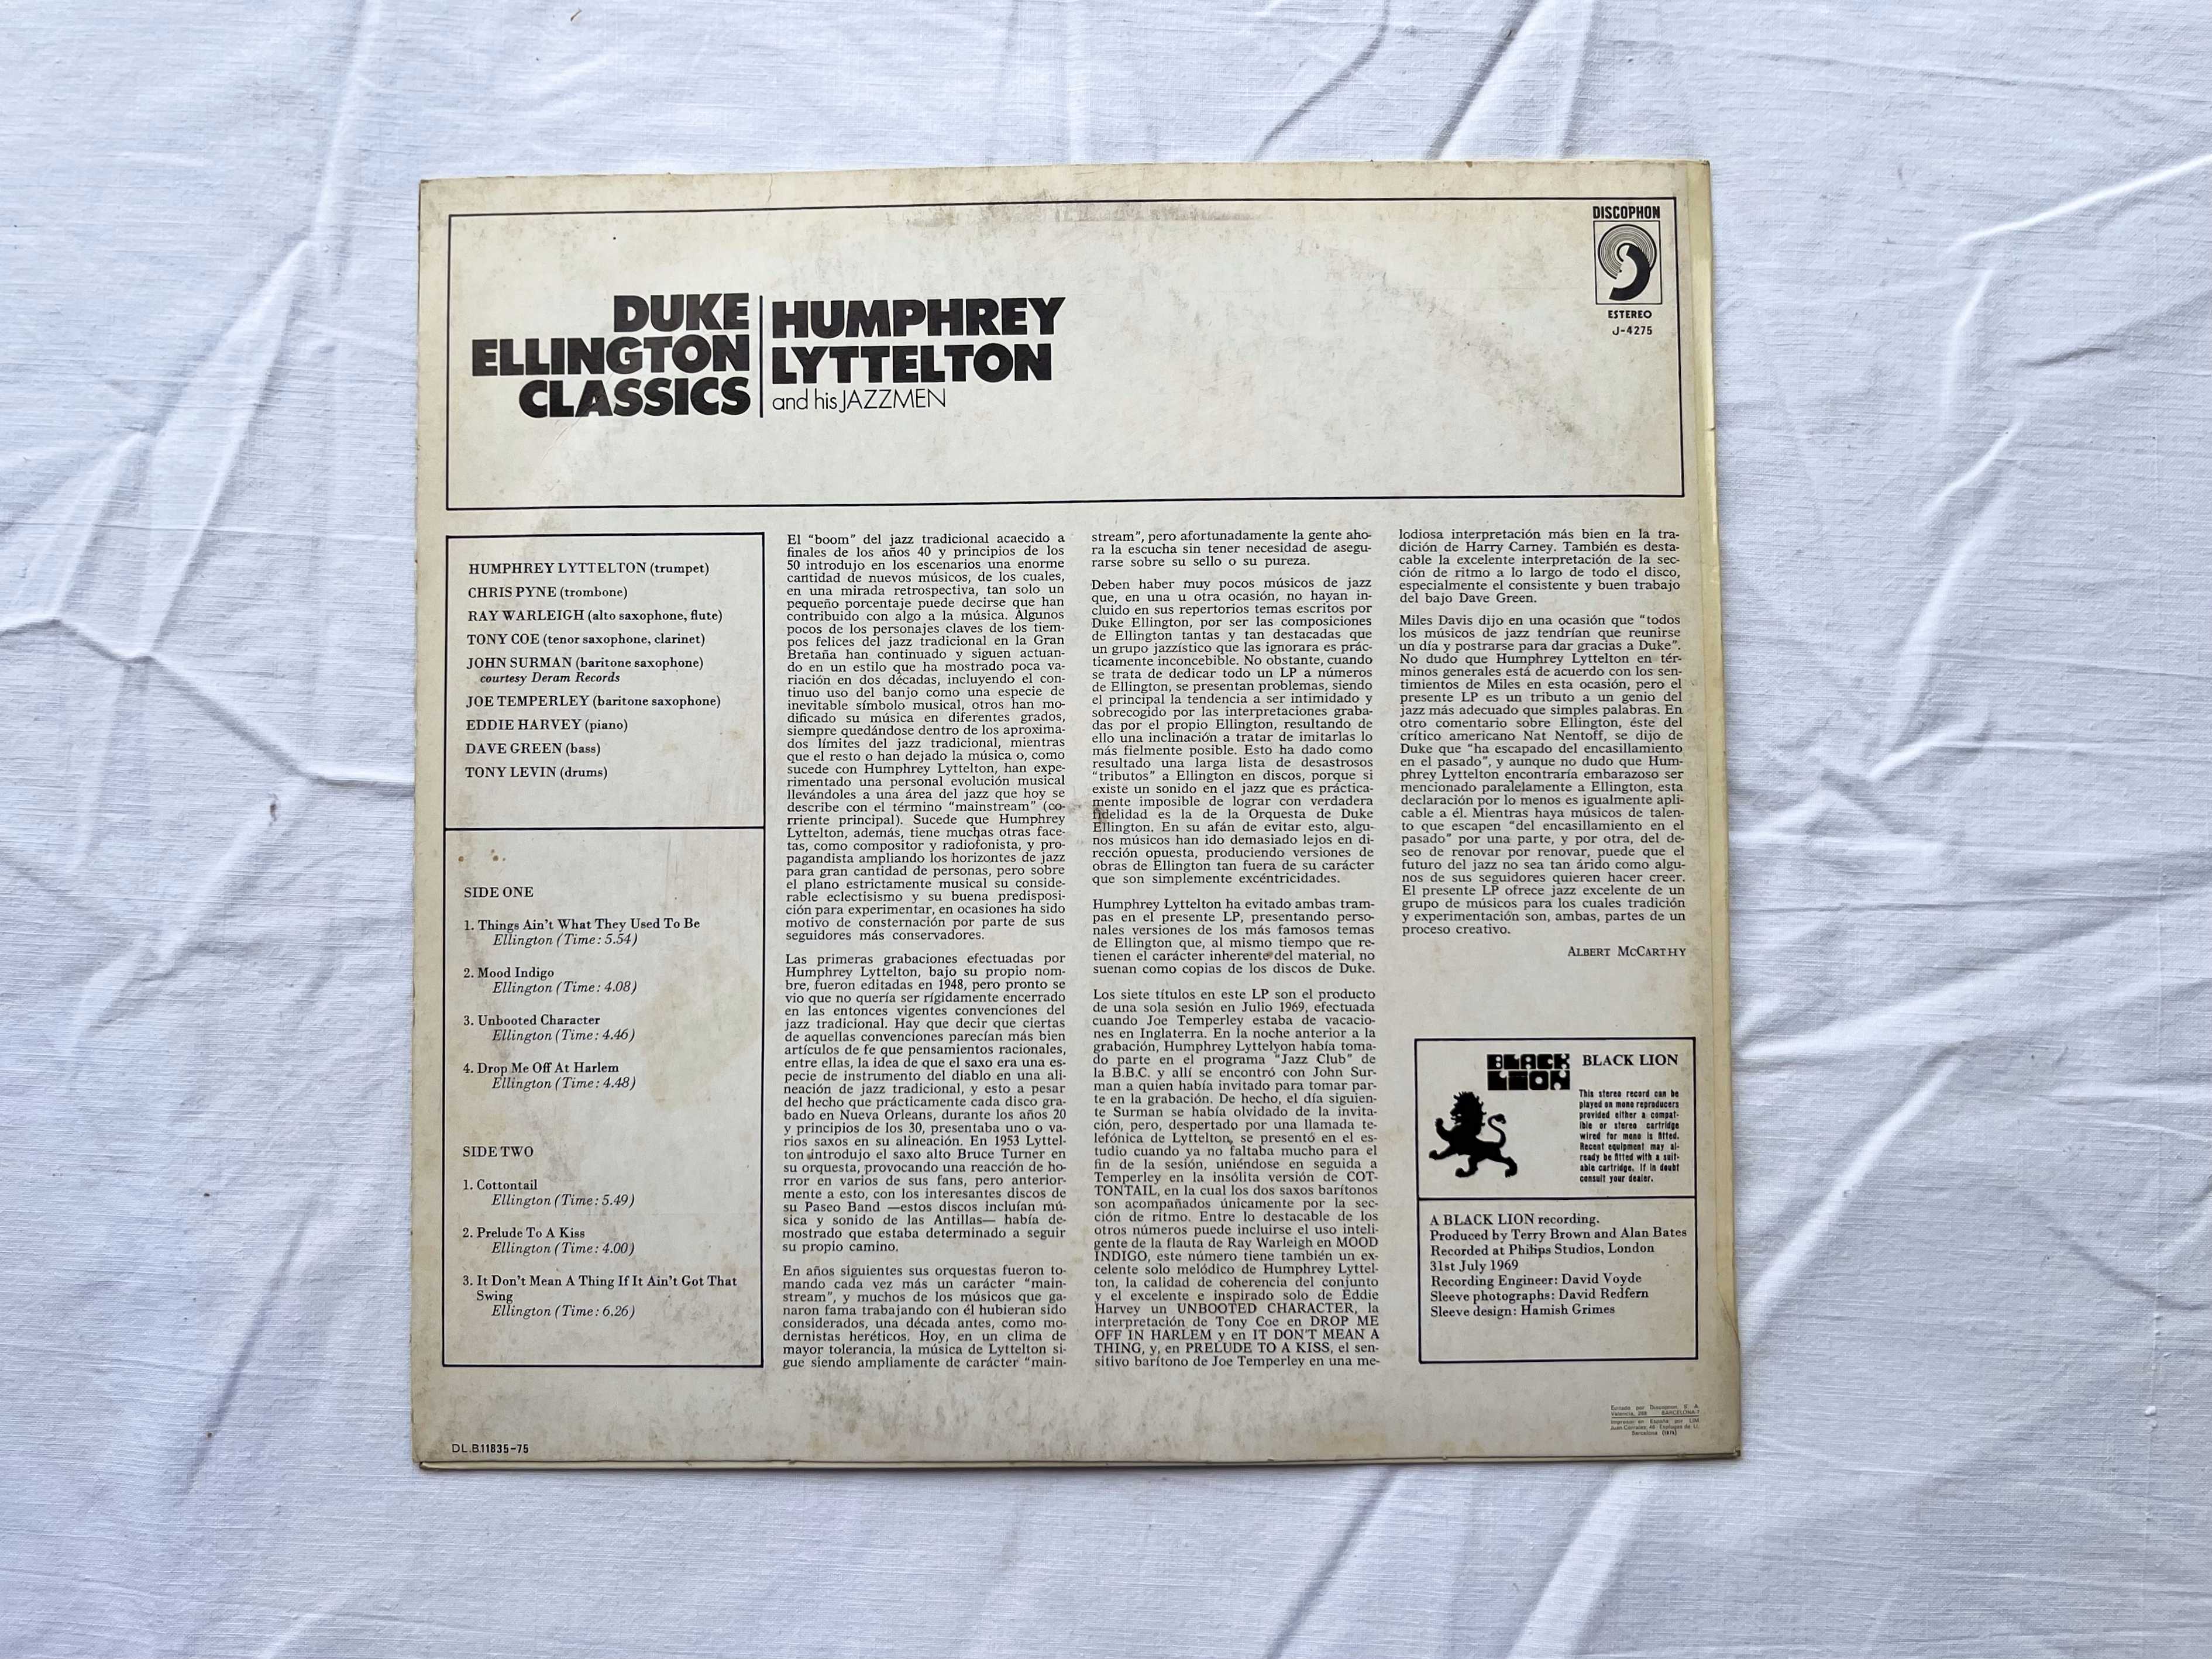 DISCOPHON
ESTEREO
J-4275
DUKE
ELLINGTON
CLASSICS
HUMPHREY
LYTTELTON
and his JAZZMEN
HUMPHREY LYTTELTON (trumpet)
CHRIS PYNE (trombone)
RAY WARLEIGH (alto saxophone, flute)
TONY COE (tenor saxophone, clarinet)
JOHN SURMAN (baritone saxophone)
courtesy Deram Records
JOE TEMPERLEY (baritone saxophone)
EDDIE HARVEY (piano)
DAVE GREEN (bass)
TONY LEVIN (drums)
SIDE ONE
1. Things Ain't What They Used To Be
Ellington (Time: 5.54)
2. Mood Indigo
Ellington (Time: 4.08)
3. Unbooted Character
Ellington (Time: 4.46)
4. Drop Me Off At Harlem
Ellington (Time: 4.48)
SIDE TWO
1. Cottontail
Ellington (Time: 5.49)
2. Prelude To A Kiss
Ellington (Time: 4.00)
3. It Don't Mean A Thing If It Ain't Got That
Swing
Ellington (Time: 6.26)
El "boom" del jazz tradicional acaecido a
finales de los años 40 y principios de los
50 introdujo en los escenarios una enorme
cantidad de nuevos músicos, de los cuales,
en una mirada retrospectiva, tan solo un
pequeño porcentaje puede decirse que han
contribuido con algo a la música. Algunos
pocos de los personajes claves de los tiem-
pos felices del jazz tradicional en la Gran
Bretaña han continuado y siguen actuan-
do en un estilo que ha mostrado poca va-
riación en dos décadas, incluyendo el con-
tinuo uso del banjo como una especie de
inevitable símbolo musical, otros han mo-
dificado su música en diferentes grados,
siempre quedándose dentro de los aproxima-
dos límites del jazz tradicional, mientras
que el resto o han dejado la música o, como
sucede con Humphrey Lyttelton, han expe-
rimentado una personal evolución musical
llevándoles a una área del jazz que hoy se
describe con el término "mainstream" (co-
rriente principal). Sucede que Humphrey
Lyttelton, además, tiene muchas otras face-
tas, como compositor y radiofonista, y pro-
pagandista ampliando los horizontes de jazz
para gran cantidad de personas, pero sobre
el plano estrictamente musical su conside-
rable eclectisismo y su buena predisposi-
ción para experimentar, en ocasiones ha sido
motivo de consternación por parte de sus
seguidores más conservadores.
Las primeras grabaciones efectuadas por
Humphrey Lyttelton, bajo su propio nom-
bre, fueron editadas en 1948, pero pronto se
vio que no quería ser rígidamente encerrado
en las entonces vigentes convenciones del
jazz tradicional. Hay que decir que ciertas
de aquellas convenciones parecían más bien
artículos de fe que pensamientos racionales,
entre ellas, la idea de que el saxo era una es-
pecie de instrumento del diablo en una ali-
neación de jazz tradicional, y esto a pesar
del hecho que prácticamente cada disco gra-
bado en Nueva Orleans, durante los años 20
y principios de los 30, presentaba uno o va-
rios saxos en su alineación. En 1953 Lyttel-
ton introdujo el saxo alto Bruce Turner en
su orquesta, provocando una reacción de ho-
rror en varios de sus fans, pero anterior-
mente a esto, con los interesantes discos de
su Paseo Band —estos discos incluían mú-
sica y sonido de las Antillas— había de-
mostrado que estaba determinado a seguir
su propio camino.
En años siguientes sus orquestas fueron to-
mando cada vez más un carácter "main-
stream", y muchos de los músicos que ga-
naron fama trabajando con él hubieran sido
considerados, una década antes, como mo-
dernistas heréticos. Hoy, en un clima de
mayor tolerancia, la música de Lyttelton si-
gue siendo ampliamente de carácter "main-
stream", pero afortunadamente la gente aho-
ra la escucha sin tener necesidad de asegu-
rarse sobre su sello o su pureza.
Deben haber muy pocos músicos de jazz
que, en una u otra ocasión, no hayan in-
cluido en sus repertorios temas escritos por
Duke Ellington, por ser las composiciones
de Ellington tantas y tan destacadas que
un grupo jazzístico que las ignorara es prác-
ticamente inconcebible. No obstante, cuando
se trata de dedicar todo un LP a números
de Ellington, se presentan problemas, siendo
el principal la tendencia a ser intimidado y
sobrecogido por las interpretaciones graba-
das por el propio Ellington, resultando de
ello una inclinación a tratar de imitarlas lo
más fielmente posible. Esto ha dado como
resultado una larga lista de desastrosos
"tributos" a Ellington en discos, porque si
existe un sonido en el jazz que es práctica-
mente imposible de lograr con verdadera
fidelidad es la de la Orquesta de Duke
Ellington. En su afán de evitar esto, algu-
nos músicos han ido demasiado lejos en di-
rección opuesta, produciendo versiones de
obras de Ellington tan fuera de su carácter
que son simplemente excéntricidades.
Humphrey Lyttelton ha evitado ambas tram-
pas en el presente LP, presentando perso-
nales versiones de los más famosos temas
de Ellington que, al mismo tiempo que re-
tienen el carácter inherente del material, no
suenan como copias de los discos de Duke.
Los siete títulos en este LP son el producto
de una sola sesión en Julio 1969, efectuada
cuando Joe Temperley estaba de vacacio-
nes en Inglaterra. En la noche anterior a la
grabación, Humphrey Lyttelyon había toma-
do parte en el programa "Jazz Club" de
la B.B.C. y allí se encontró con John Sur-
man a quien había invitado para tomar par-
te en la grabación. De hecho, el día siguien-
te Surman se había olvidado de la invita-
ción, pero, despertado por una llamada te-
lefónica de Lyttelton, se presentó en el es-
tudio cuando ya no faltaba mucho para el
fin de la sesión, uniéndose en seguida a
Temperley en la insólita versión de COT-
TONTAIL, en la cual los dos saxos barítonos
son acompañados únicamente por la sec-
ción de ritmo. Entre lo destacable de los
otros números puede incluirse el uso inteli-
gente de la flauta de Ray Warleigh en MOOD
INDIGO, este número tiene también un ex-
celente solo melódico de Humphrey Lyttel-
ton, la calidad de coherencia del conjunto
y el excelente e inspirado solo de Eddie
Harvey un UNBOOTED CHARACTER, la
interpretación de Tony Coe en DROP ME
OFF IN HARLEM y en IT DON'T MEAN A
THING, y, en PRELUDE TO A KISS, el sen-
sitivo barítono de Joe Temperley en una me-
lodiosa interpretación más bien en la tra-
dición de Harry Carney. También es desta-
cable la excelente interpretación de la sec-
ción de ritmo a lo largo de todo el disco,
especialmente el consistente y buen trabajo
del bajo Dave Green.
Miles Davis dijo en una ocasión que "todos
los músicos de jazz tendrían que reunirse
un día y postrarse para dar gracias a Duke".
No dudo que Humphrey Lyttelton en tér-
minos generales está de acuerdo con los sen-
timientos de Miles en esta ocasión, pero el
presente LP es un tributo a un genio del
jazz más adecuado que simples palabras. En
otro comentario sobre Ellington, éste del
crítico americano Nat Nentoff, se dijo de
Duke que "ha escapado del encasillamiento
en el pasado", y aunque no dudo que Hum-
phrey Lyttelton encontraría embarazoso ser
mencionado paralelamente a Ellington, esta
declaración por lo menos es igualmente apli-
cable a él. Mientras haya músicos de talen-
to que escapen "del encasillamiento en el
pasado" por una parte, y por otra, del de-
seo de renovar por renovar, puede que el
futuro del jazz no sea tan árido como algu-
nos de sus seguidores quieren hacer creer.
El presente LP ofrece jazz excelente de un
grupo de músicos para los cuales tradición
y experimentación son, ambas, partes de un
proceso creativo.
ALBERT McCARTHY
BLACK
LION
BLACK LION
This stereo record can be
played on mono reproducers
provided either a compat-
ible or stereo cartridge
wired for mono is fitted.
Recent equipment may al-
ready be fitted with a suit-
able cartridge. If in doubt
consult your dealer.
A BLACK LION recording.
Produced by Terry Brown and Alan Bates
Recorded at Philips Studios, London
31st July 1969
Recording Engineer: David Voyde
Sleeve photographs: David Redfern
Sleeve design: Hamish Grimes
Editado por Discophon, S. A.
Valencia, BARCELONA-7
Impreso en España por
Barcelona
DL.B.11835-75